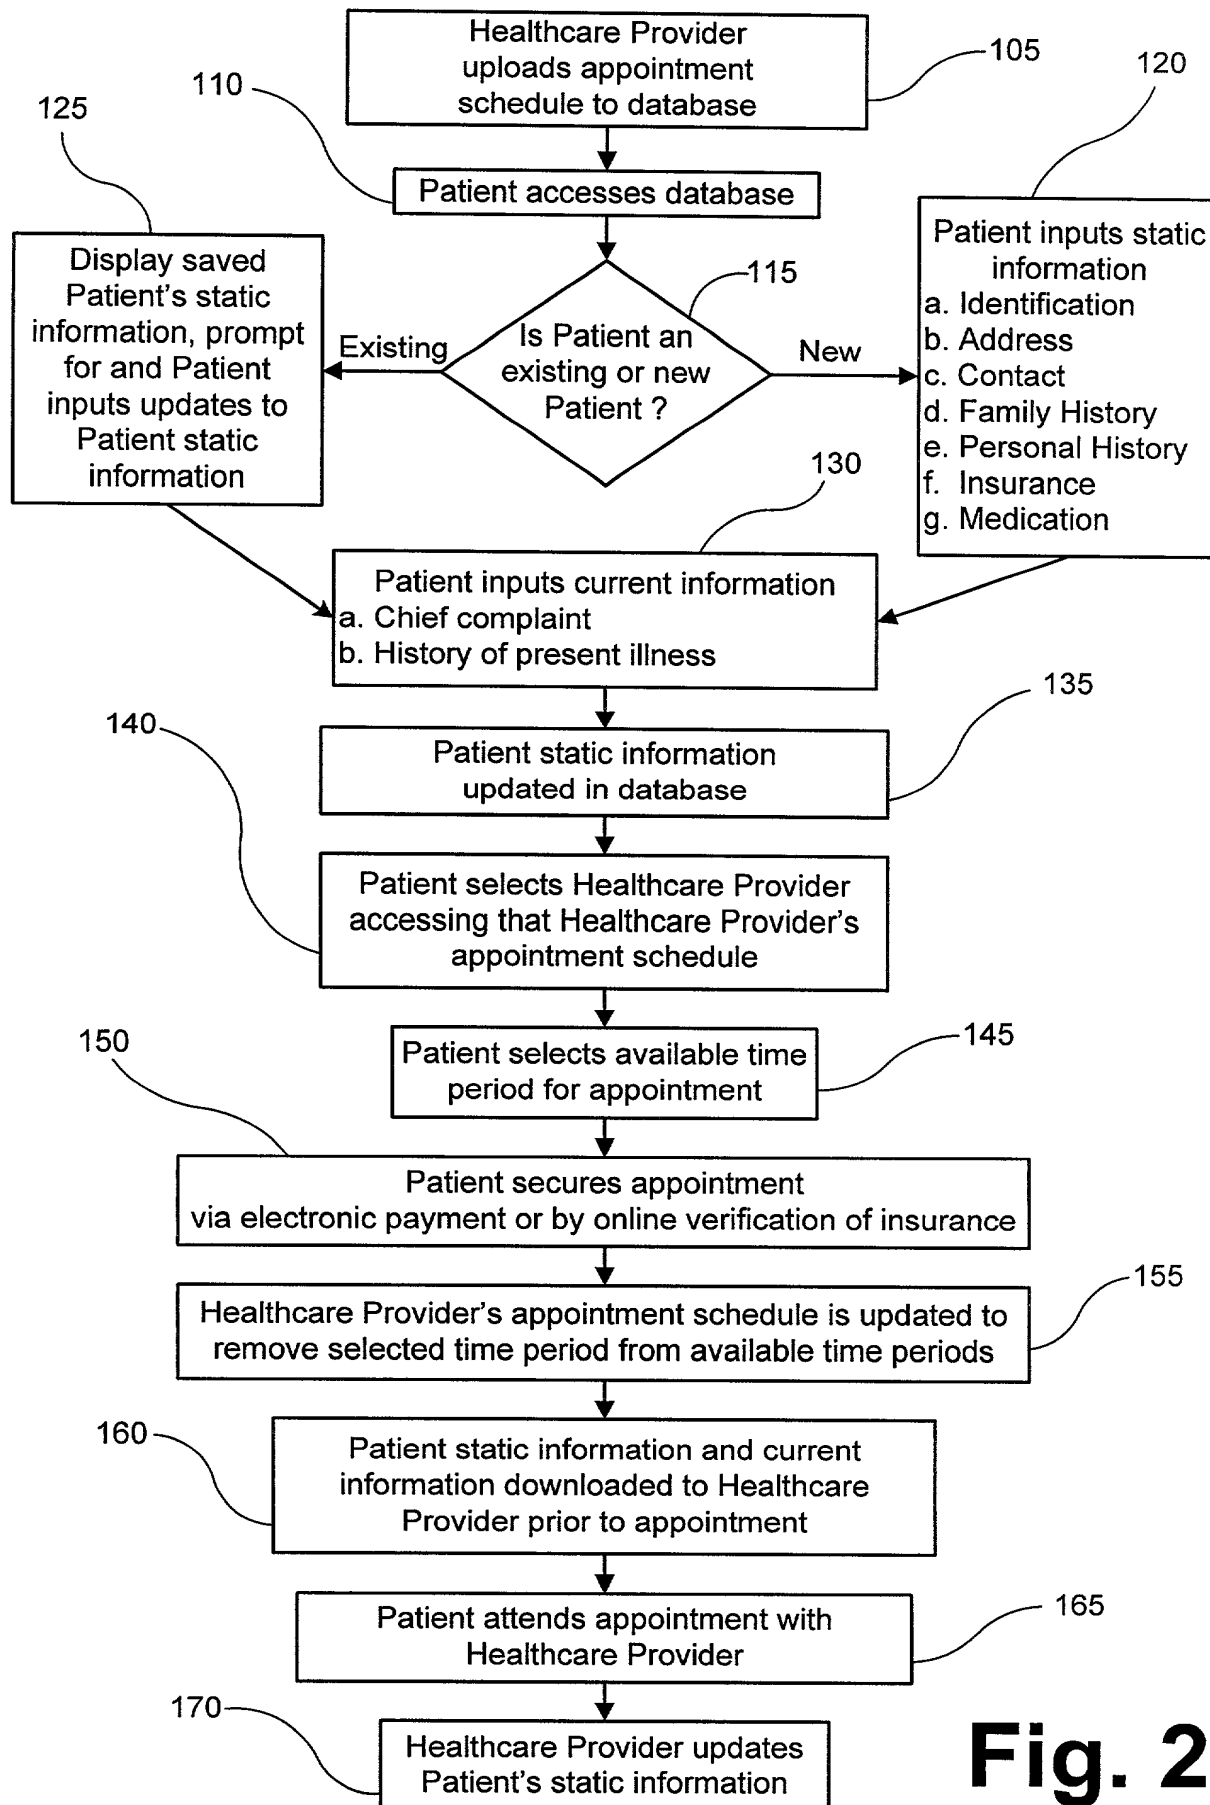 Healthcare Provider
uploads appointment
schedule to database
105
110
Patient accesses database
115
Is Patient an
existing or new
Patient ?
Existing
New
125
Display saved
Patient's static
information, prompt
for and Patient
inputs updates to
Patient static
information
120
Patient inputs static
information
a. Identification
b. Address
c. Contact
d. Family History
e. Personal History
f. Insurance
g. Medication
130
Patient inputs current information
a. Chief complaint
b. History of present illness
135
Patient static information
updated in database
140
Patient selects Healthcare Provider
accessing that Healthcare Provider's
appointment schedule
145
Patient selects available time
period for appointment
150
Patient secures appointment
via electronic payment or by online verification of insurance
155
Healthcare Provider's appointment schedule is updated to
remove selected time period from available time periods
160
Patient static information and current
information downloaded to Healthcare
Provider prior to appointment
165
Patient attends appointment with
Healthcare Provider
170
Healthcare Provider updates
Patient's static information
Fig. 2